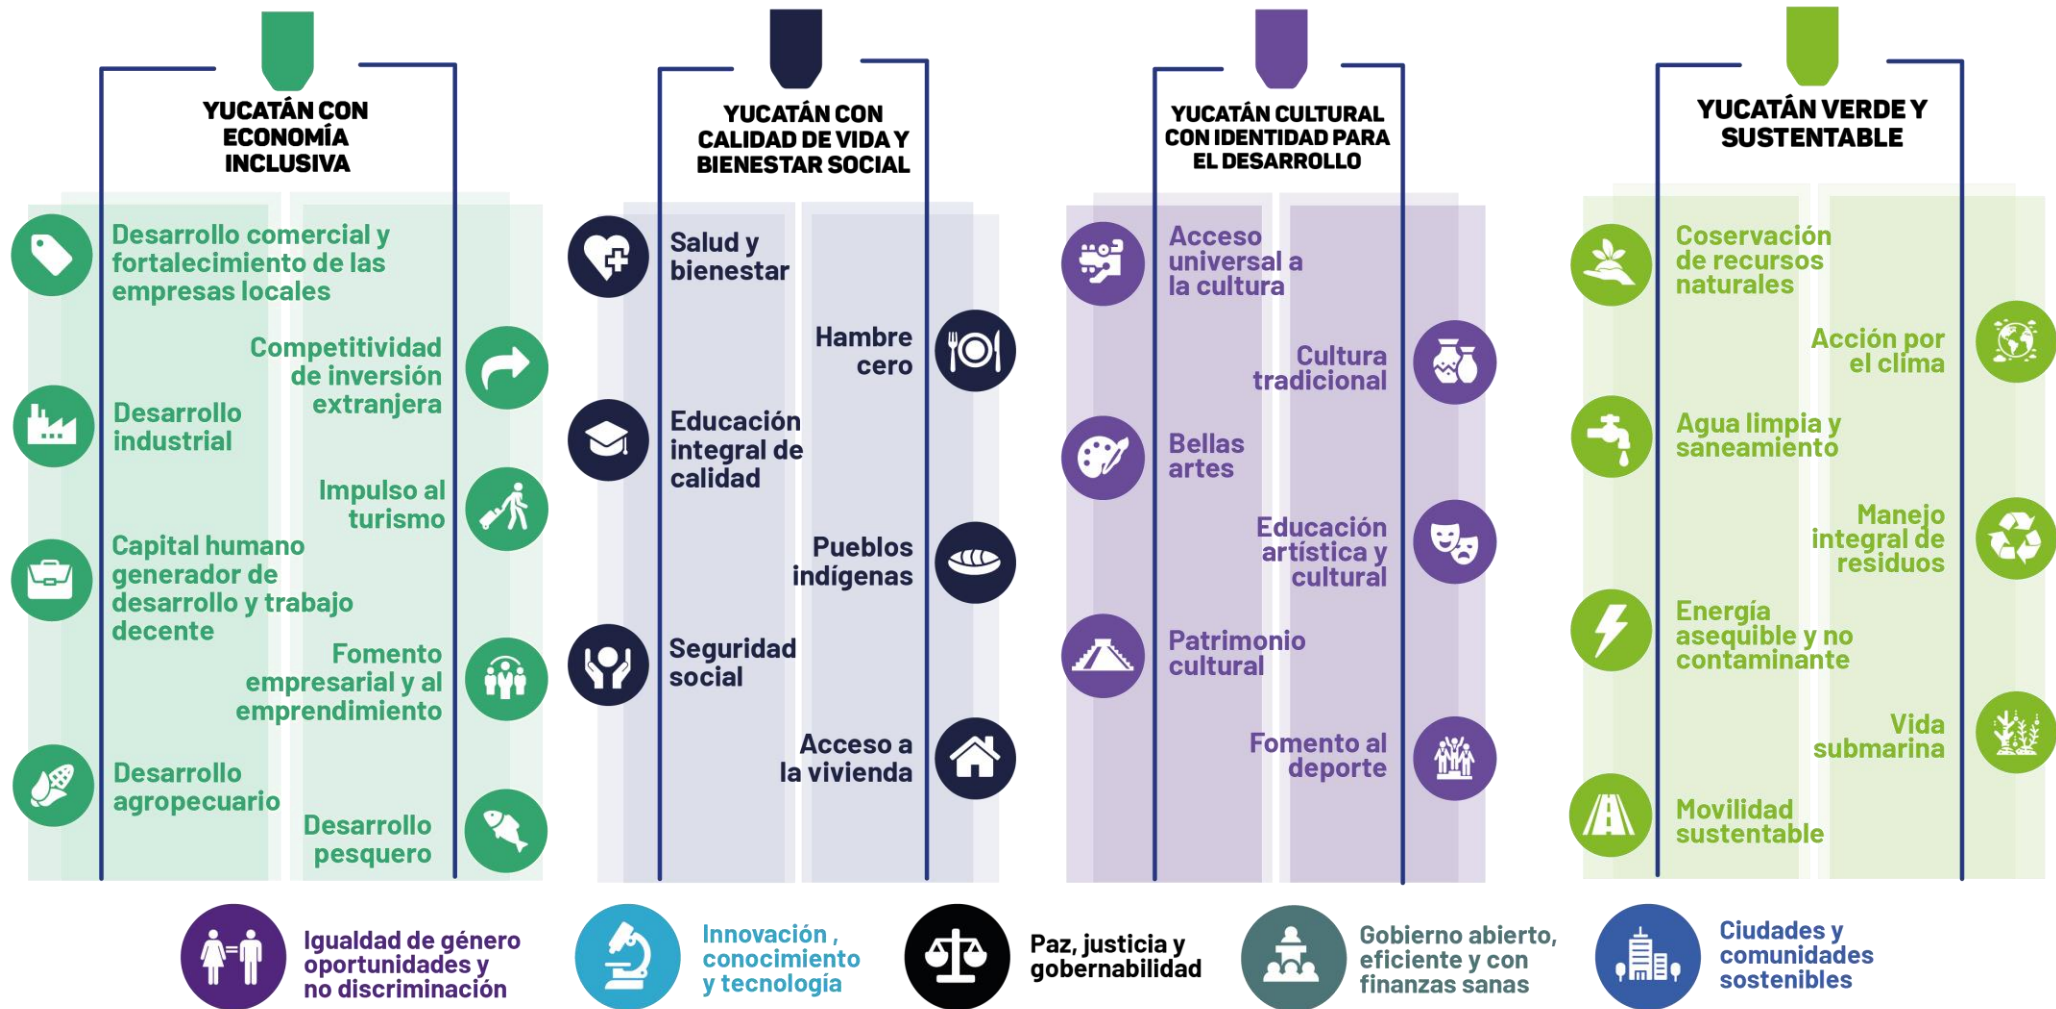 YUCATÁN CON
ECONOMÍA
INCLUSIVA
Desarrollo comercial y
fortalecimiento de las
empresas locales
Competitividad
de inversión
extranjera
Desarrollo
industrial
Impulso al
turismo
Capital humano
generador de
desarrollo y trabajo
decente
Fomento
empresarial y al
emprendimiento
Desarrollo
agropecuario
Desarrollo
pesquero
YUCATÁN CON
CALIDAD DE VIDA Y
BIENESTAR SOCIAL
Salud y
bienestar
Hambre
cero
Educación
integral de
calidad
Pueblos
indígenas
Seguridad
social
Acceso a
la vivienda
YUCATÁN CULTURAL
CON IDENTIDAD PARA
EL DESARROLLO
Acceso
universal a
la cultura
Cultura
tradicional
Bellas
artes
Educación
artística y
cultural
Patrimonio
cultural
Fomento al
deporte
YUCATÁN VERDE Y
SUSTENTABLE
Coservación
de recursos
naturales
Acción por
el clima
Agua limpia y
saneamiento
Manejo
integral de
residuos
Energía
asequible y no
contaminante
Vida
submarina
Movilidad
sustentable
Igualdad de género
oportunidades y
no discriminación
Innovación ,
conocimiento
y tecnología
Paz, justicia y
gobernabilidad
Gobierno abierto,
eficiente y con
finanzas sanas
Ciudades y
comunidades
sostenibles